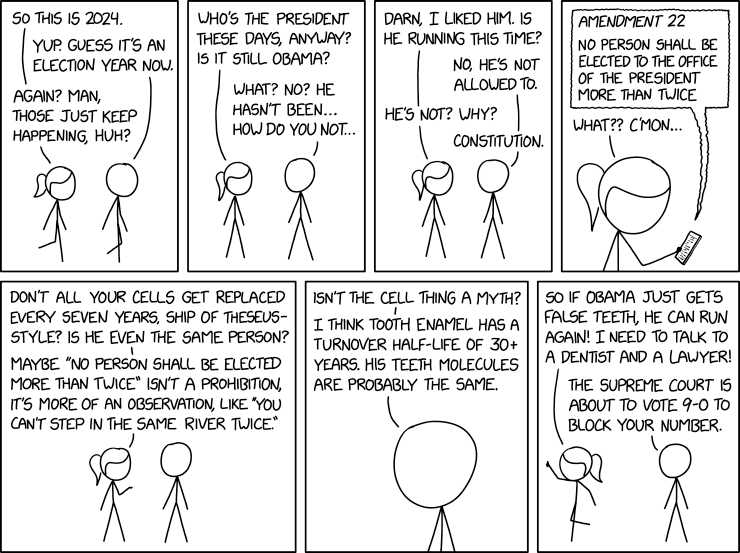 SO THIS IS 2024.
YUP. GUESS IT'S AN
ELECTION YEAR NOW.
AGAIN? MAN,
THOSE JUST KEEP
HAPPENING, HUH?
WHO'S THE PRESIDENT
THESE DAYS, ANYWAY?
IS IT STILL OBAMA?
WHAT? NO? HE
HASN'T BEEN...
HOW DO YOU NOT...
DARN, I LIKED HIM. IS
HE RUNNING THIS TIME?
NO, HE'S NOT
ALLOWED TO.
HE'S NOT? WHY?
CONSTITUTION.
AMENDMENT 22
NO PERSON SHALL BE
ELECTED TO THE OFFICE
OF THE PRESIDENT
MORE THAN TWICE
WHAT?? C'MON...
DON'T ALL YOUR CELLS GET REPLACED
EVERY SEVEN YEARS, SHIP OF THESEUS-
STYLE? IS HE EVEN THE SAME PERSON?
MAYBE "NO PERSON SHALL BE ELECTED
MORE THAN TWICE" ISN'T A PROHIBITION,
IT'S MORE OF AN OBSERVATION, LIKE "YOU
CAN'T STEP IN THE SAME RIVER TWICE."
ISN'T THE CELL THING A MYTH?
I THINK TOOTH ENAMEL HAS A
TURNOVER HALF-LIFE OF 30+
YEARS. HIS TEETH MOLECULES
ARE PROBABLY THE SAME.
SO IF OBAMA JUST GETS
FALSE TEETH, HE CAN RUN
AGAIN! I NEED TO TALK TO
A DENTIST AND A LAWYER!
THE SUPREME COURT IS
ABOUT TO VOTE 9-0 TO
BLOCK YOUR NUMBER.